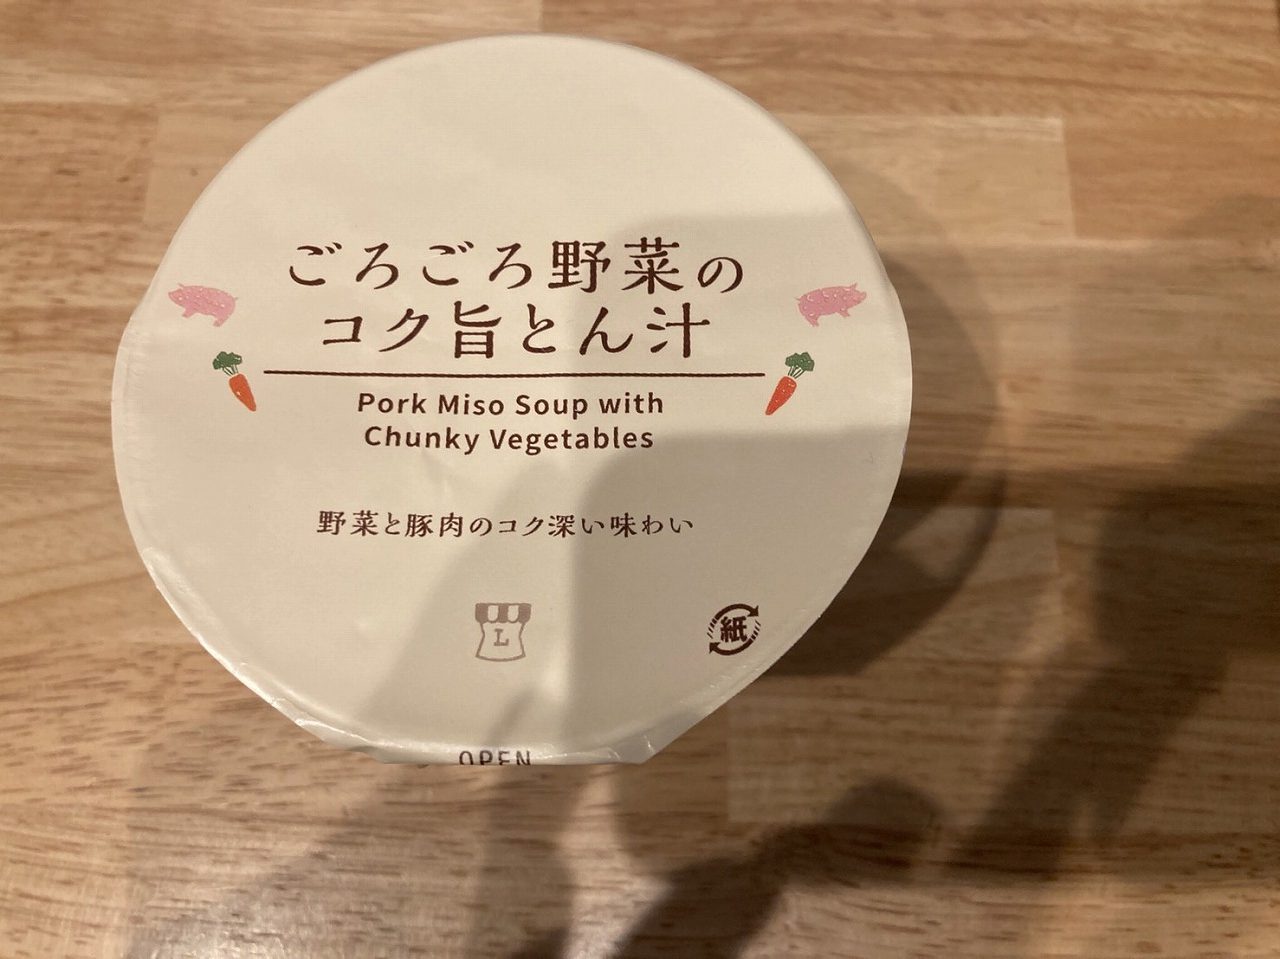 ごろごろ野菜の
コク旨とん汁
Pork Miso Soup with
Chunky Vegetables
野菜と豚肉のコク深い味わい
L
紙
OPEN